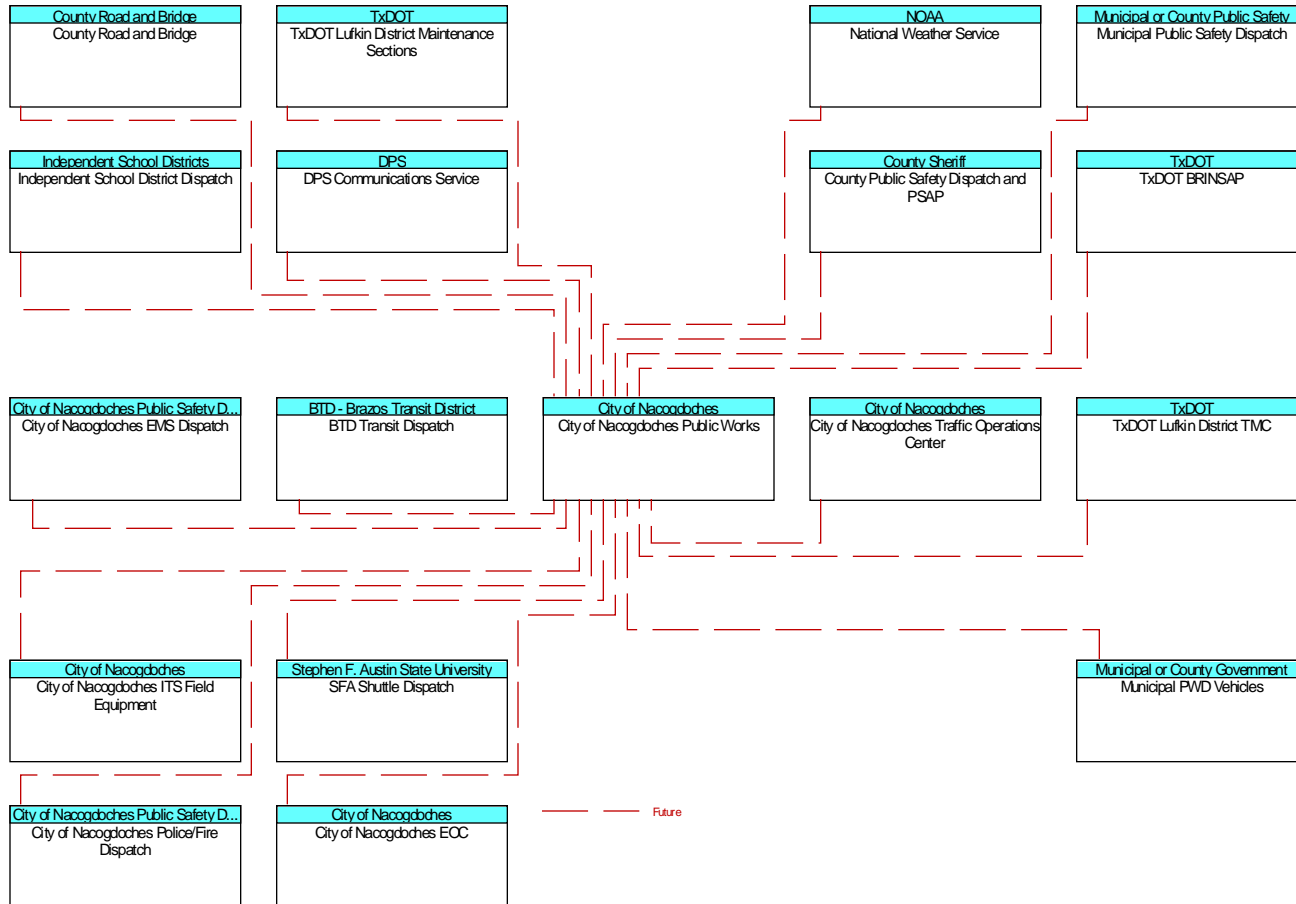 County Road and Bridge
County Road and Bridge
TxDOT
TxDOT Lufkin District Maintenance
Sections
NOAA
National Weather Service
Municipal or County Public Safety
Municipal Public Safety Dispatch
Independent School Districts
Independent School District Dispatch
DPS
DPS Communications Service
County Sheriff
County Public Safety Dispatch and
PSAP
TxDOT
TxDOT BRINSAP
City of Nacogdoches Public Safety D...
City of Nacogdoches EMS Dispatch
BTD - Brazos Transit District
BTD Transit Dispatch
City of Nacogdoches
City of Nacogdoches Public Works
City of Nacogdoches
City of Nacogdoches Traffic Operations
Center
TxDOT
TxDOT Lufkin District TMC
City of Nacogdoches
City of Nacogdoches ITS Field
Equipment
Stephen F. Austin State University
SFA Shuttle Dispatch
Municipal or County Government
Municipal PWD Vehicles
City of Nacogdoches Public Safety D...
City of Nacogdoches Police/Fire
Dispatch
City of Nacogdoches
City of Nacogdoches EOC
Future